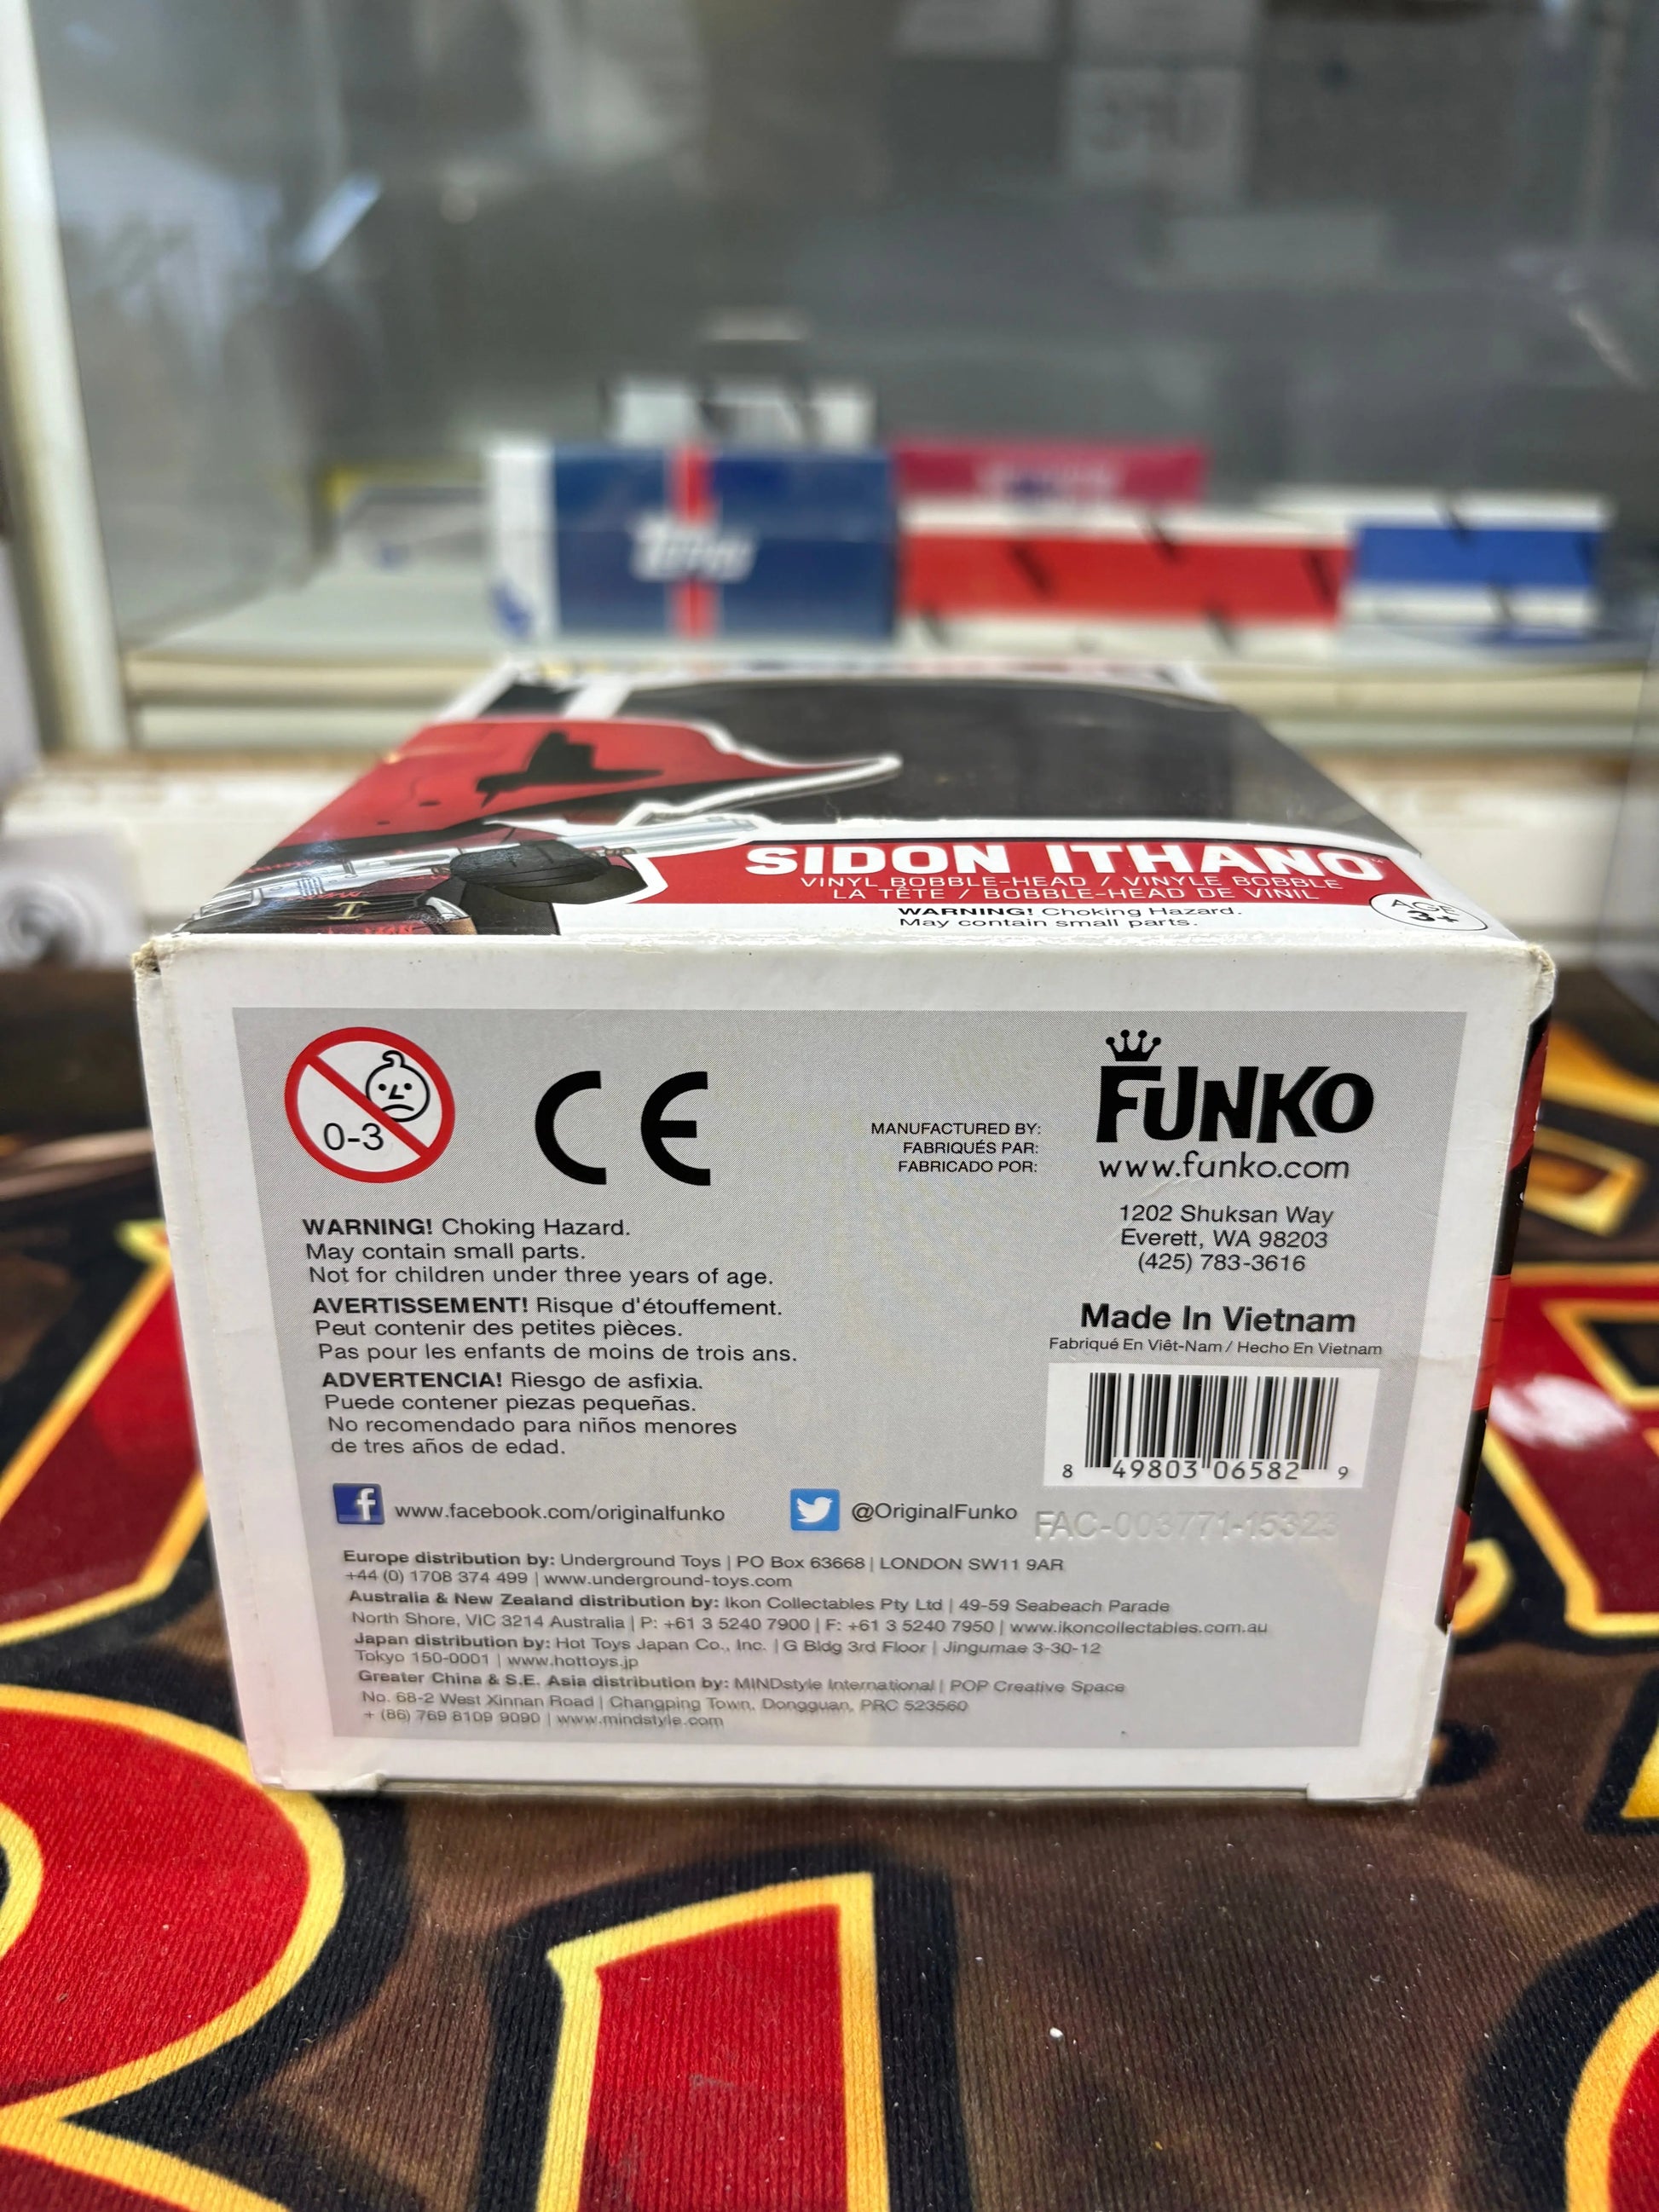 topps
SIDON ITHANO™
VINYL BOBBLE-HEAD / VINYLE BOBBLE
LA TÊTE / BOBBLE-HEAD DE VINIL
WARNING! Choking Hazard.
May contain small parts.
AGE
3+
0-3
CE
MANUFACTURED BY:
FABRIQUÉS PAR:
FABRICADO POR:
FUNKO
www.funko.com
1202 Shuksan Way
Everett, WA 98203
(425) 783-3616
WARNING! Choking Hazard.
May contain small parts.
Not for children under three years of age.
AVERTISSEMENT! Risque d'étouffement.
Peut contenir des petites pièces.
Pas pour les enfants de moins de trois ans.
ADVERTENCIA! Riesgo de asfixia.
Puede contener piezas pequeñas.
No recomendado para niños menores
de tres años de edad.
Made In Vietnam
Fabriqué En Viêt-Nam / Hecho En Vietnam
8 49803 06582 9
f www.facebook.com/originalfunko
@OriginalFunko
Europe distribution by: Underground Toys | PO Box 63668 | LONDON SW11 9AR
+44 (0) 1708 374 499 | www.underground-toys.com
Australia & New Zealand distribution by: Ikon Collectables Pty Ltd | 49-59 Seabeach Parade
North Shore, VIC 3214 Australia | P: +61 3 5240 7900 | F: +61 3 5240 7950 | www.ikoncollectables.com.au
Japan distribution by: Hot Toys Japan Co., Inc. | G Bldg 3rd Floor | Jingumae 3-30-12
Tokyo 150-0001 | www.hottoys.jp
Greater China & S.E. Asia distribution by: MINDstyle International | POP Creative Space
No. 68-2 West Xinnan Road | Changping Town, Dongguan, PRC 523560
+ (86) 769 8109 9090 | www.mindstyle.com